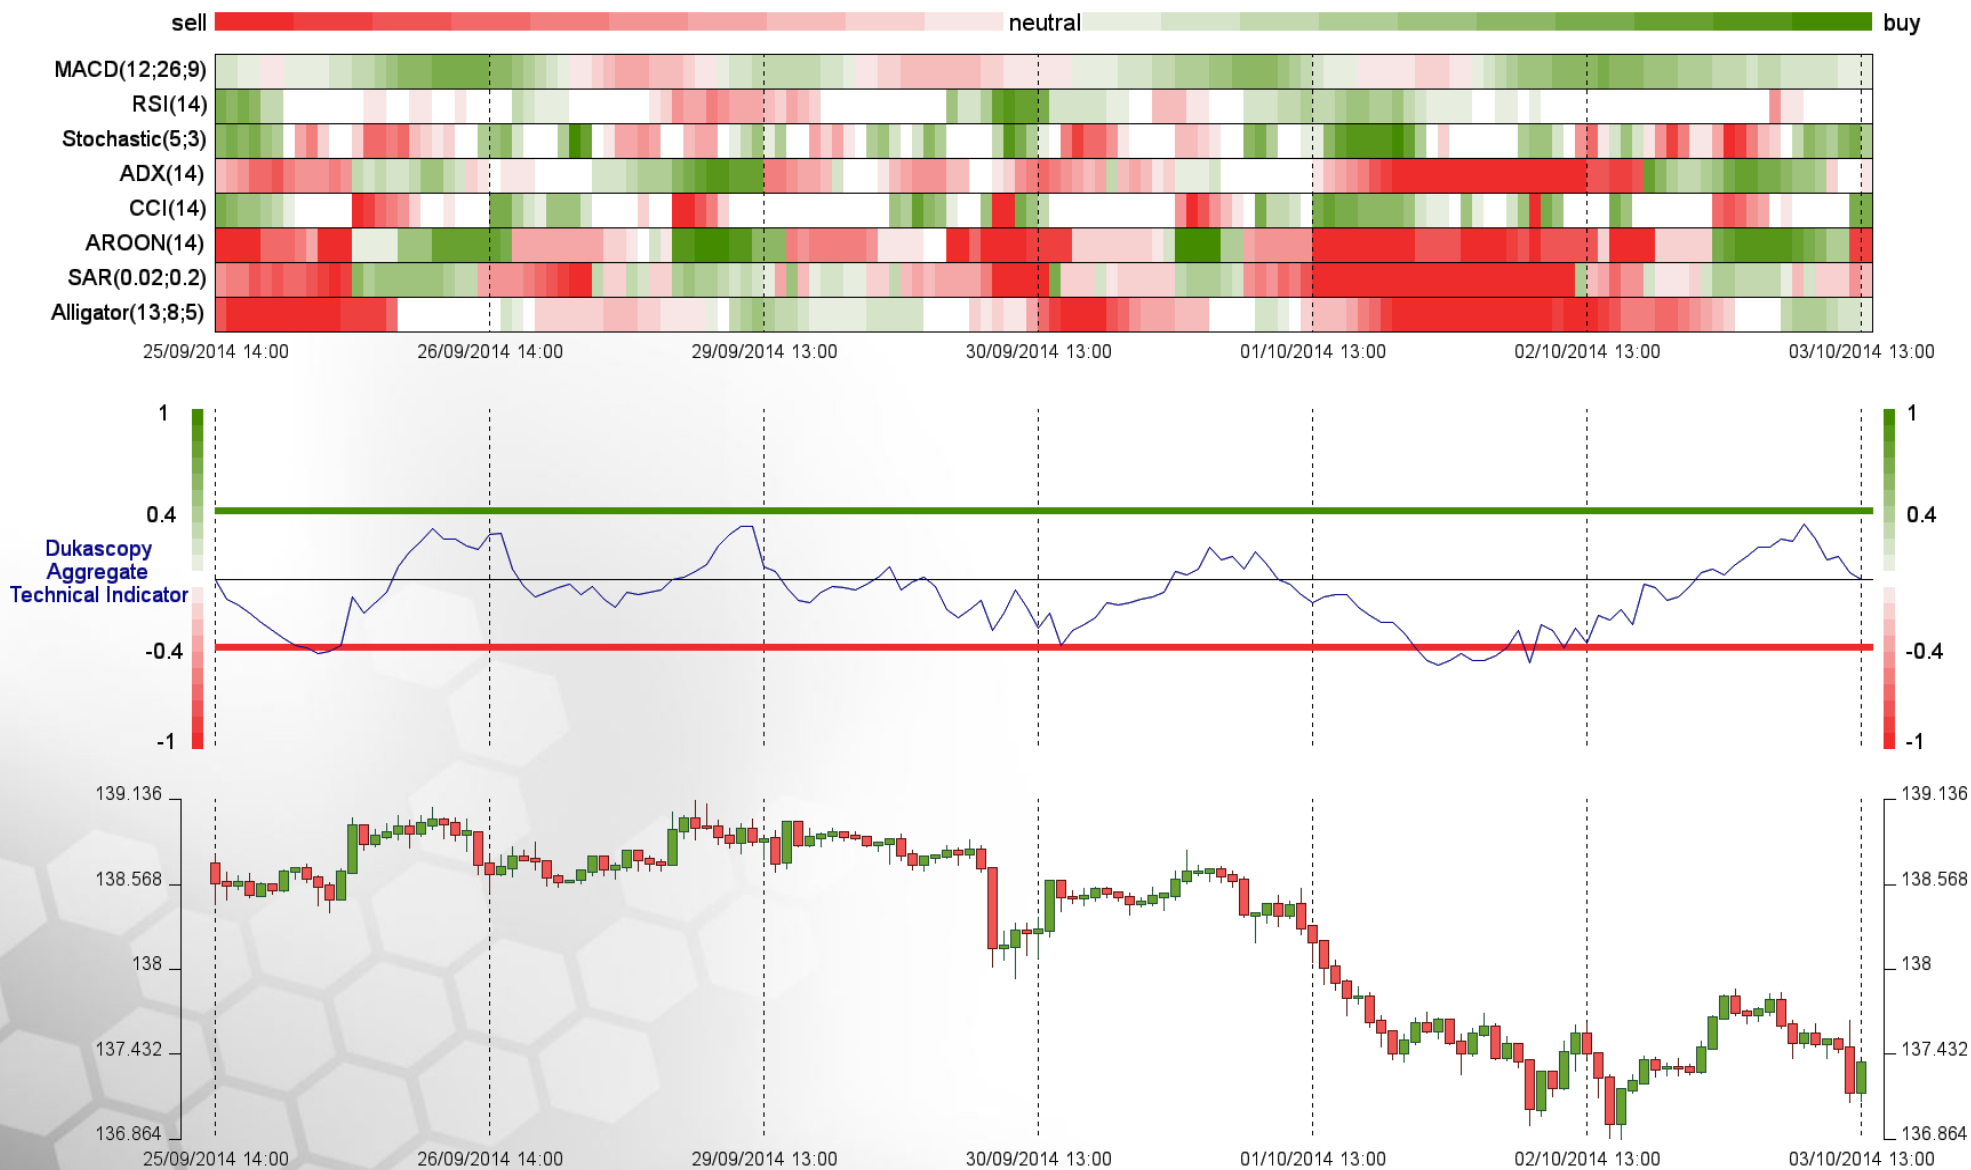 sell neutral buy
MACD(12;26;9)
RSI(14)
Stochastic(5;3)
ADX(14)
CCI(14)
AROON(14)
SAR(0.02;0.2)
Alligator(13;8;5)
25/09/2014 14:00 26/09/2014 14:00 29/09/2014 13:00 30/09/2014 13:00 01/10/2014 13:00 02/10/2014 13:00 03/10/2014 13:00
1 1
0.4 0.4
Dukascopy
Aggregate
Technical Indicator
-0.4 -0.4
-1 -1
139.136 139.136
138.568 138.568
138 138
137.432 137.432
136.864 136.864
25/09/2014 14:00 26/09/2014 14:00 29/09/2014 13:00 30/09/2014 13:00 01/10/2014 13:00 02/10/2014 13:00 03/10/2014 13:00